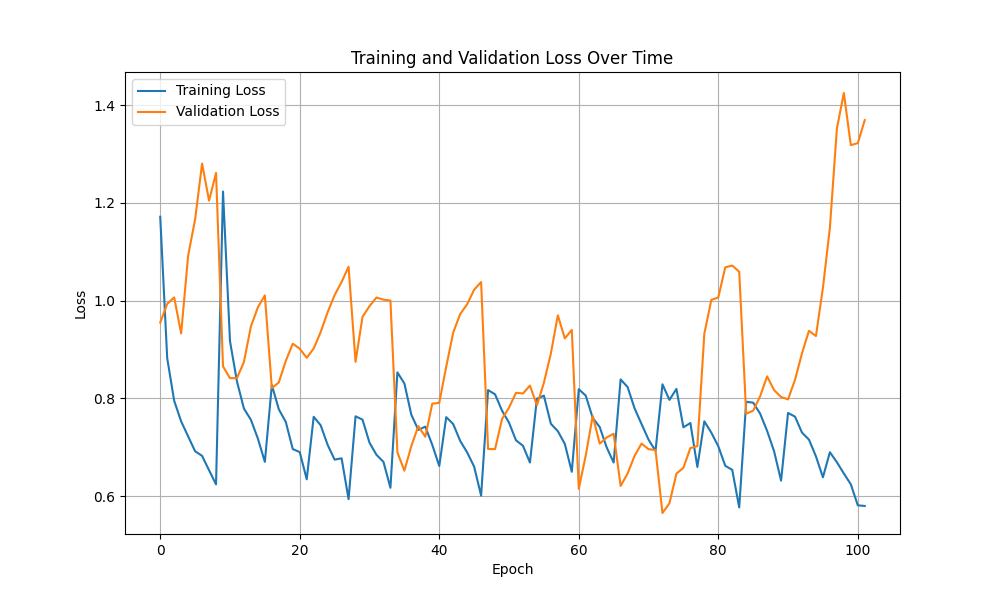 Training and Validation Loss Over Time
Training Loss
Validation Loss
Loss
1.4
1.2
1.0
0.8
0.6
0 20 40 60 80 100
Epoch